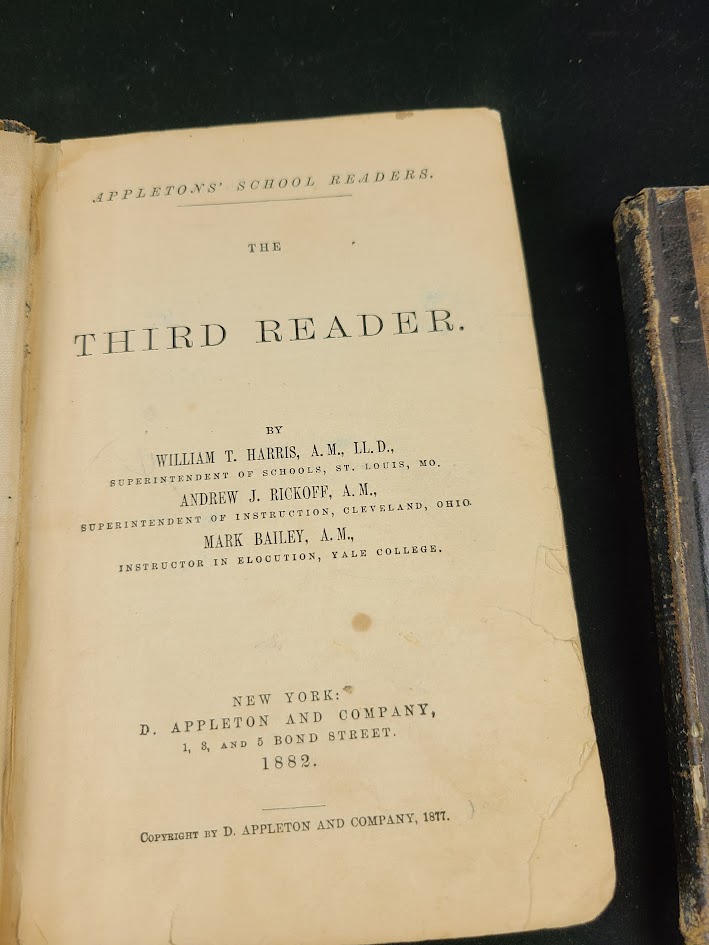 APPLETONS' SCHOOL READERS.
THE
THIRD READER.
BY
WILLIAM T. HARRIS, A.M., LL.D.,
SUPERINTENDENT OF SCHOOLS, ST. LOUIS, MO.
ANDREW J. RICKOFF, A.M.,
SUPERINTENDENT OF INSTRUCTION, CLEVELAND, OHIO.
MARK BAILEY, A.M.,
INSTRUCTOR IN ELOCUTION, YALE COLLEGE.
NEW YORK:
D. APPLETON AND COMPANY,
1, 3, AND 5 BOND STREET.
1882.
COPYRIGHT BY D. APPLETON AND COMPANY, 1877.